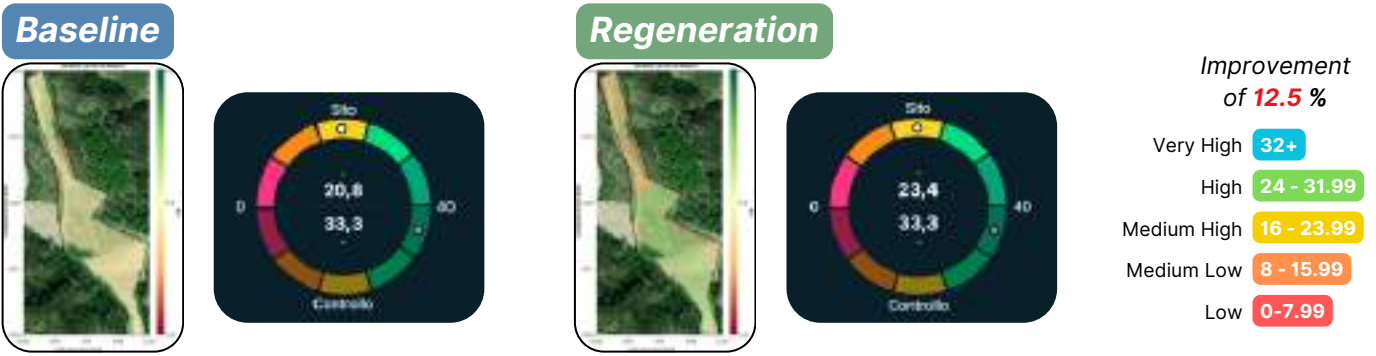 Baseline
Regeneration
Sito
20,8
33,3
0
40
Controllo
Sito
23,4
33,3
0
40
Controllo
Improvement
of 12.5 %
Very High 32+
High 24 - 31.99
Medium High 16 - 23.99
Medium Low 8 - 15.99
Low 0-7.99